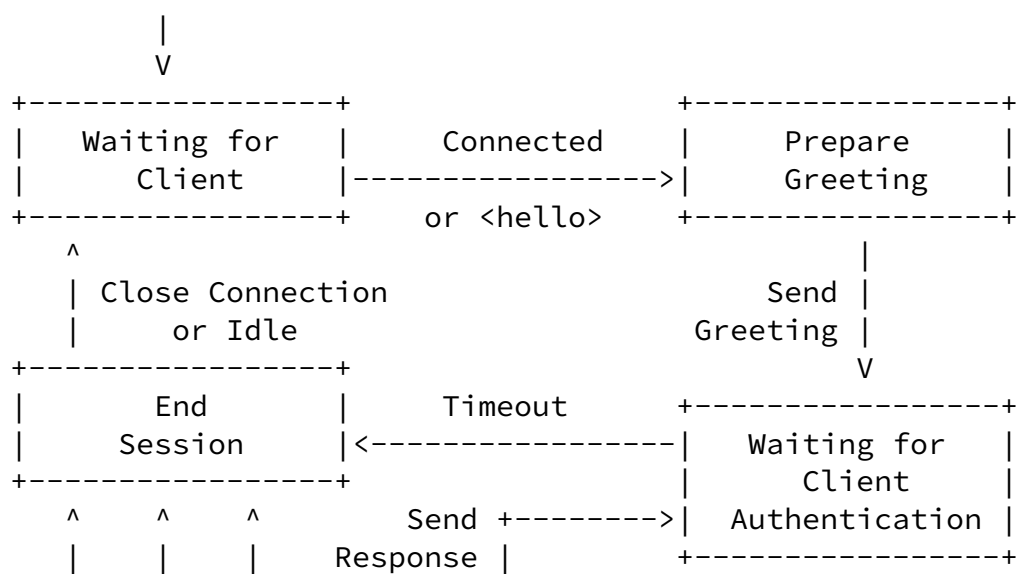 |
                V
        +-----------------+                  +-----------------+
        |   Waiting for   |     Connected    |     Prepare     |
        |      Client     |----------------->|     Greeting    |
        +-----------------+    or <hello>    +-----------------+
           ^                                           |
           | Close Connection                     Send |
           |     or Idle                      Greeting |
        +-----------------+                            V
        |       End       |     Timeout      +-----------------+
        |     Session     |<-----------------|   Waiting for   |
        +-----------------+                  |      Client     |
           ^    ^    ^        Send +-------->|  Authentication |
           |    |    |    Response |         +-----------------+